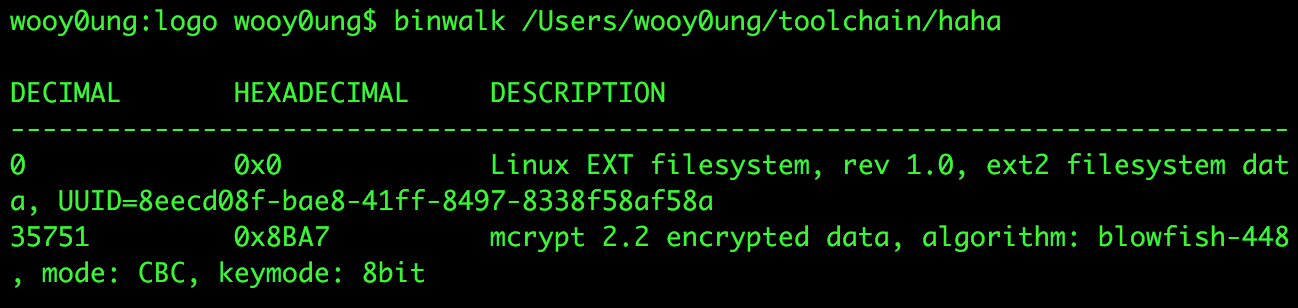 wooy0ung:logo wooy0ung$ binwalk /Users/wooy0ung/toolchain/haha
DECIMAL       HEXADECIMAL     DESCRIPTION
--------------------------------------------------------------------------------
0             0x0             Linux EXT filesystem, rev 1.0, ext2 filesystem dat
a, UUID=8eecd08f-bae8-41ff-8497-8338f58af58a
35751         0x8BA7          mcrypt 2.2 encrypted data, algorithm: blowfish-448
, mode: CBC, keymode: 8bit